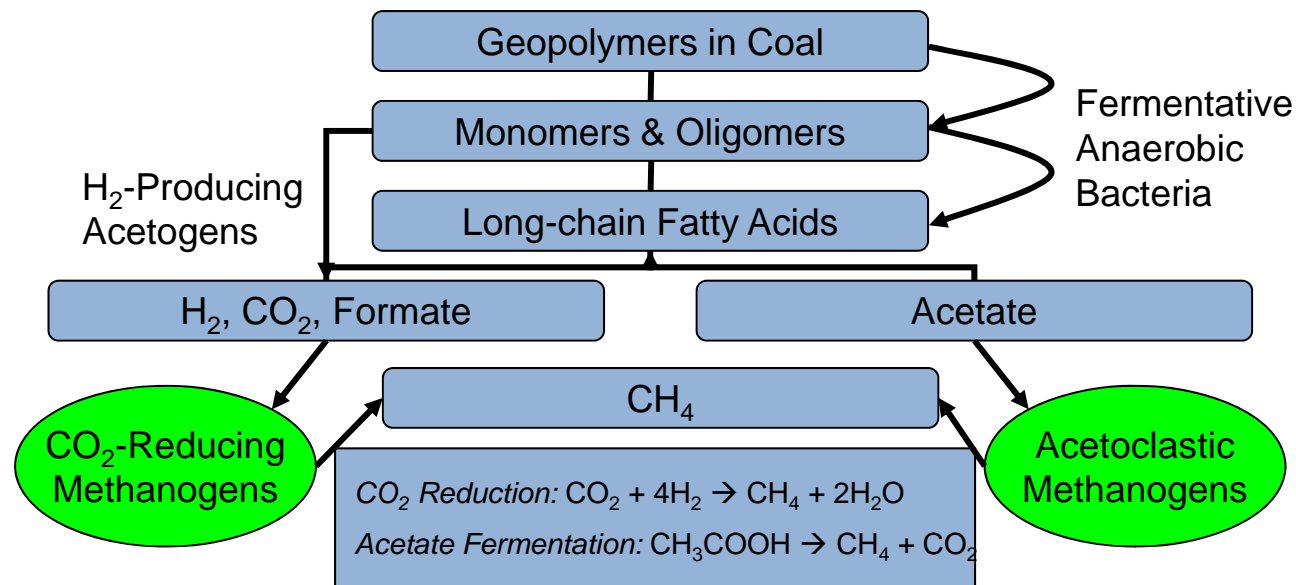 Geopolymers in Coal
Monomers & Oligomers
Fermentative
Anaerobic
Bacteria
H₂-Producing
Acetogens
Long-chain Fatty Acids
H₂, CO₂, Formate
Acetate
CH₄
CO₂-Reducing
Methanogens
Acetoclastic
Methanogens
CO₂ Reduction: CO₂ + 4H₂ → CH₄ + 2H₂O
Acetate Fermentation: CH₃COOH → CH₄ + CO₂